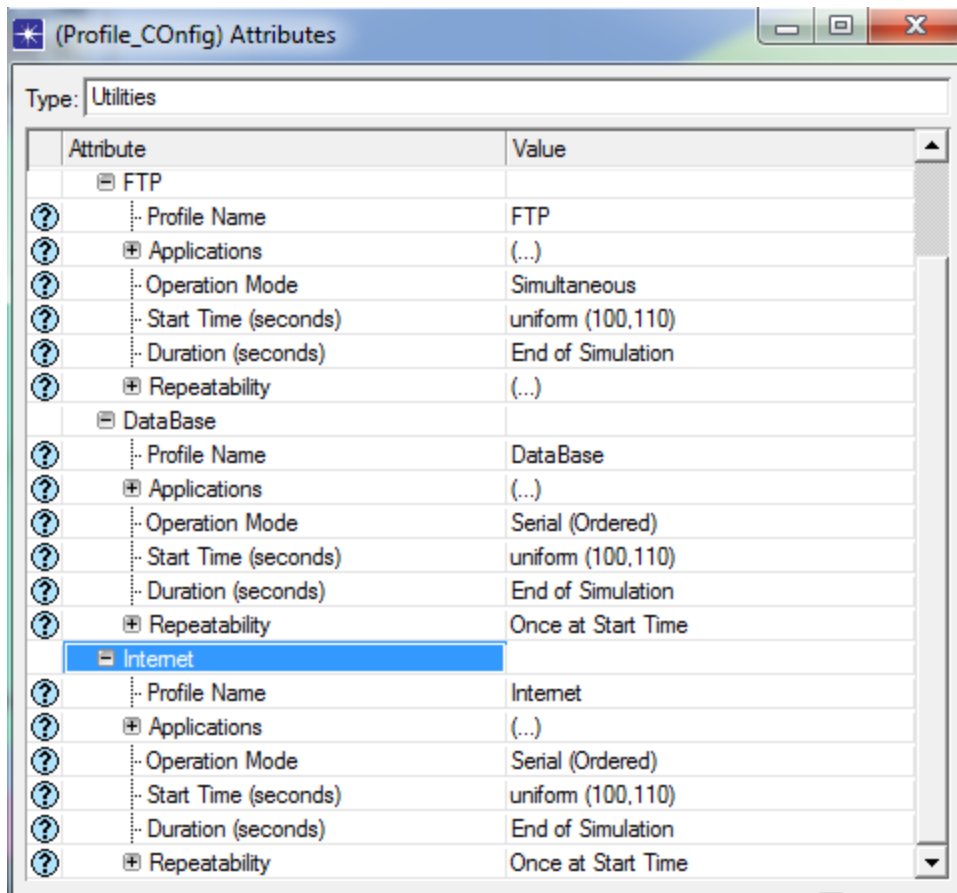 (Profile_COnfig) Attributes
Type: Utilities
Attribute Value
FTP
Profile Name FTP
Applications (...)
Operation Mode Simultaneous
Start Time (seconds) uniform (100,110)
Duration (seconds) End of Simulation
Repeatability (...)
DataBase
Profile Name DataBase
Applications (...)
Operation Mode Serial (Ordered)
Start Time (seconds) uniform (100,110)
Duration (seconds) End of Simulation
Repeatability Once at Start Time
Internet
Profile Name Internet
Applications (...)
Operation Mode Serial (Ordered)
Start Time (seconds) uniform (100,110)
Duration (seconds) End of Simulation
Repeatability Once at Start Time